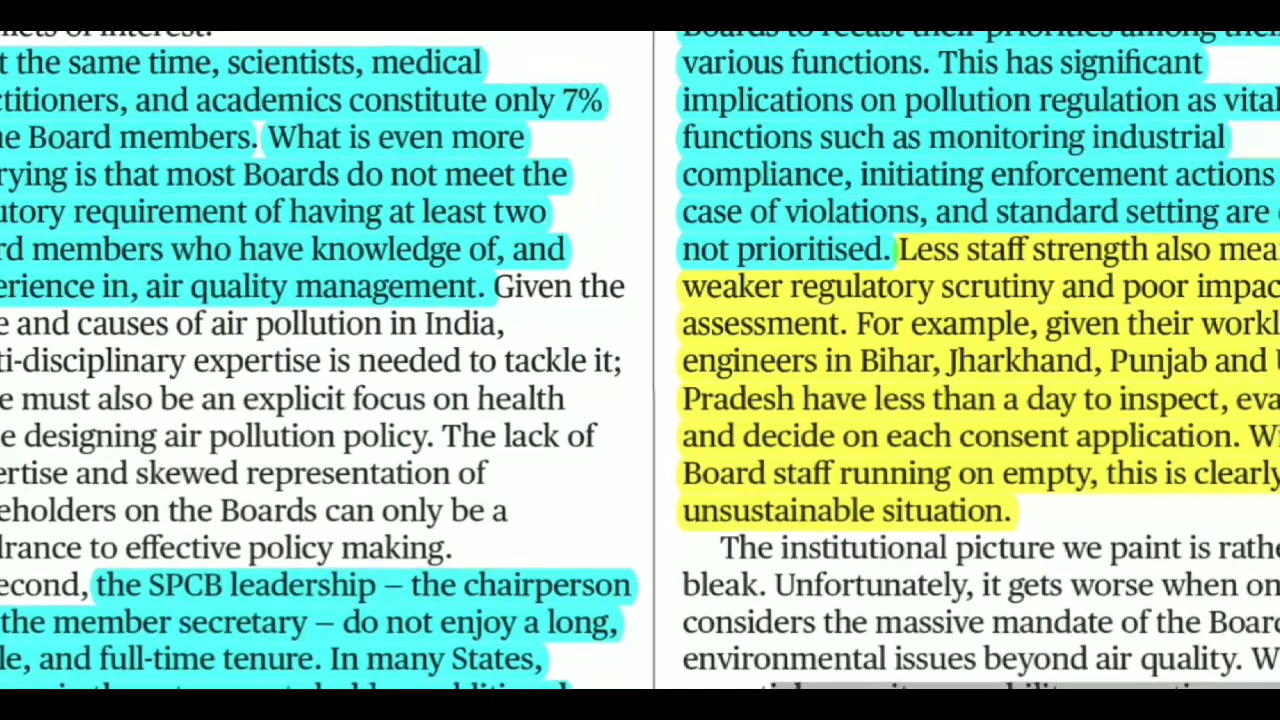 t the same time, scientists, medical
ctitioners, and academics constitute only 7%
ne Board members. What is even more
rying is that most Boards do not meet the
utory requirement of having at least two
rd members who have knowledge of, and
erience in, air quality management. Given the
e and causes of air pollution in India,
ti-disciplinary expertise is needed to tackle it;
e must also be an explicit focus on health
e designing air pollution policy. The lack of
ertise and skewed representation of
eholders on the Boards can only be a
drance to effective policy making.
econd, the SPCB leadership – the chairperson
the member secretary – do not enjoy a long,
le, and full-time tenure. In many States,
Boards to recast their priorities among their
various functions. This has significant
implications on pollution regulation as vital
functions such as monitoring industrial
compliance, initiating enforcement actions
case of violations, and standard setting are
not prioritised. Less staff strength also mea
weaker regulatory scrutiny and poor impac
assessment. For example, given their workl
engineers in Bihar, Jharkhand, Punjab and
Pradesh have less than a day to inspect, eva
and decide on each consent application. Wi
Board staff running on empty, this is clearly
unsustainable situation.
The institutional picture we paint is rathe
bleak. Unfortunately, it gets worse when on
considers the massive mandate of the Board
environmental issues beyond air quality. W